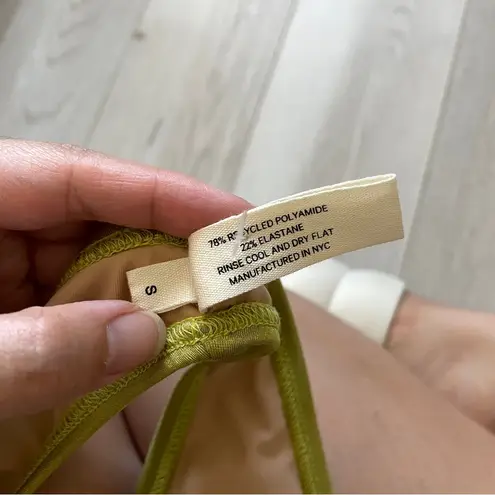 78% RECYCLED POLYAMIDE
22% ELASTANE
RINSE COOL AND DRY FLAT
MANUFACTURED IN NYC
S